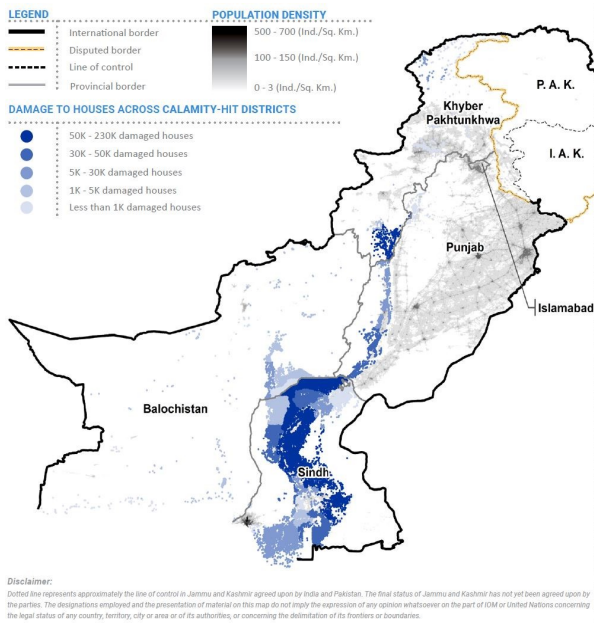 LEGEND
International border
Disputed border
Line of control
Provincial border
POPULATION DENSITY
500 - 700 (Ind./Sq. Km.)
100 - 150 (Ind./Sq. Km.)
0 - 3 (Ind./Sq. Km.)
DAMAGE TO HOUSES ACROSS CALAMITY-HIT DISTRICTS
50K - 230K damaged houses
30K - 50K damaged houses
5K - 30K damaged houses
1K - 5K damaged houses
Less than 1K damaged houses
P. A. K.
Khyber
Pakhtunkhwa
I. A. K.
Punjab
Islamabad
Balochistan
Sindh
Disclaimer:
Dotted line represents approximately the line of control in Jammu and Kashmir agreed upon by India and Pakistan. The final status of Jammu and Kashmir has not yet been agreed upon by
the parties. The designations employed and the presentation of material on this map do not imply the expression of any opinion whatsoever on the part of IOM or United Nations concerning
the legal status of any country, territory, city or area or of its authorities, or concerning the delimitation of its frontiers or boundaries.